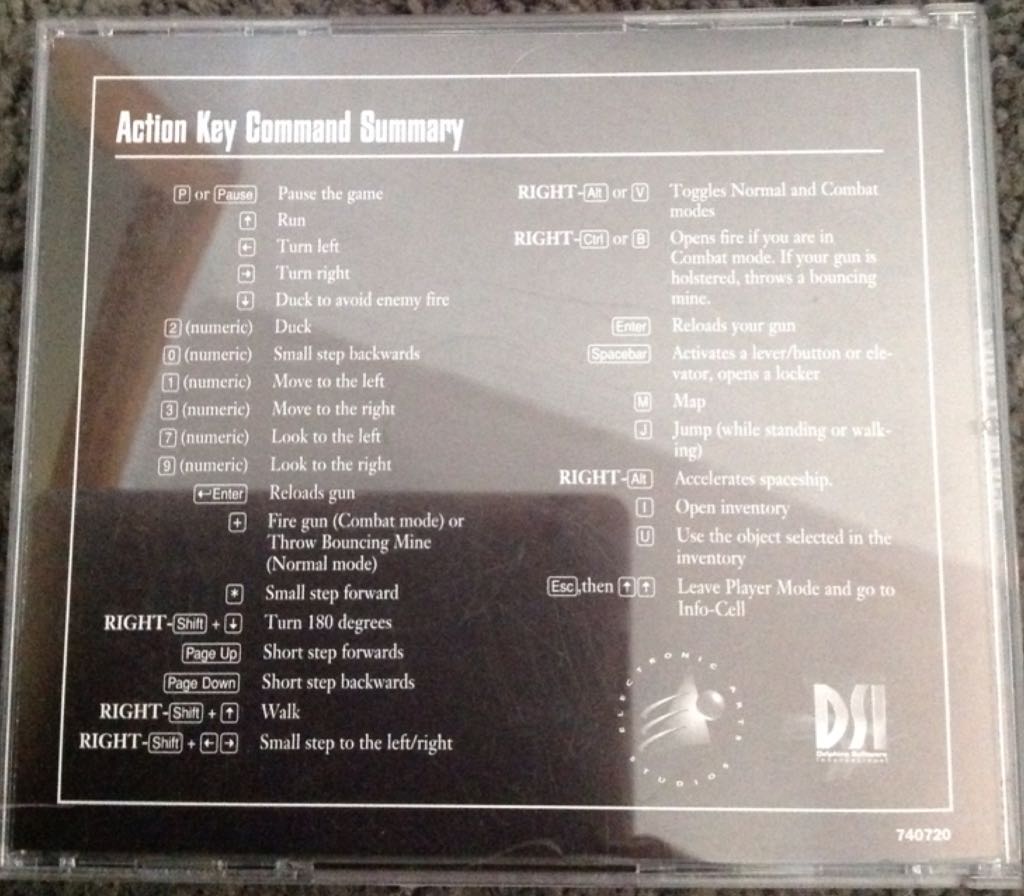 Action Key Command Summary
P or Pause Pause the game
↑ Run
← Turn left
→ Turn right
↓ Duck to avoid enemy fire
2 (numeric) Duck
0 (numeric) Small step backwards
1 (numeric) Move to the left
3 (numeric) Move to the right
7 (numeric) Look to the left
9 (numeric) Look to the right
↵Enter Reloads gun
+ Fire gun (Combat mode) or
Throw Bouncing Mine
(Normal mode)
* Small step forward
RIGHT-Shift + ↓ Turn 180 degrees
Page Up Short step forwards
Page Down Short step backwards
RIGHT-Shift + ↑ Walk
RIGHT-Shift + ← → Small step to the left/right
RIGHT-Alt or V Toggles Normal and Combat
modes
RIGHT-Ctrl or B Opens fire if you are in
Combat mode. If your gun is
holstered, throws a bouncing
mine.
Enter Reloads your gun
Spacebar Activates a lever/button or ele-
vator, opens a locker
M Map
J Jump (while standing or walk-
ing)
RIGHT-Alt Accelerates spaceship.
I Open inventory
U Use the object selected in the
inventory
Esc,then ↑ ↑ Leave Player Mode and go to
Info-Cell
ELECTRONIC ARTS
STUDIOS
DSI
Delphine Software
International
740720